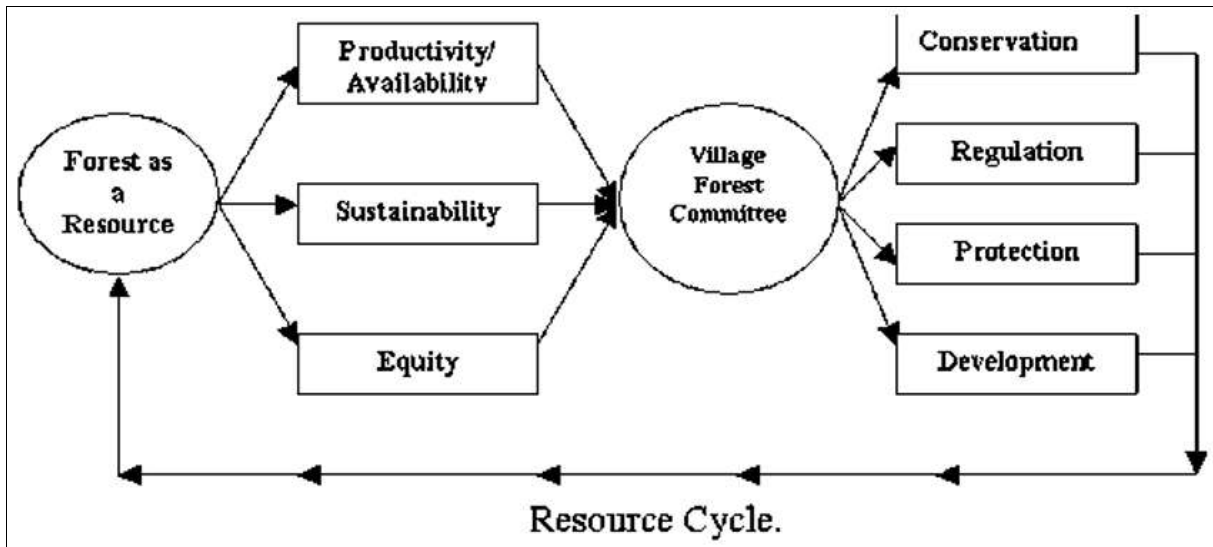 Forest as
a
Resource
Productivity/
Availability
Sustainability
Equity
Village
Forest
Committee
Conservation
Regulation
Protection
Development
Resource Cycle.